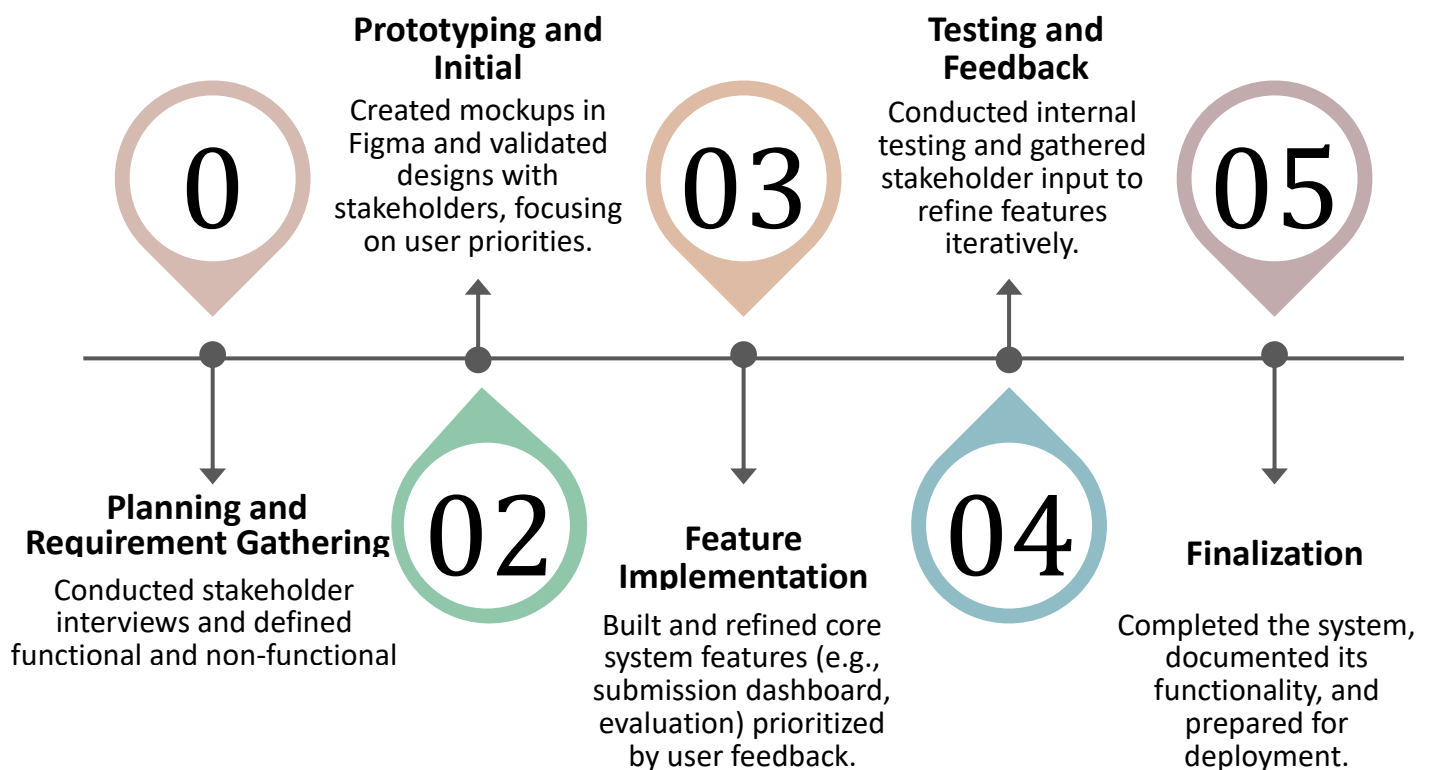 0
Planning and
Requirement Gathering
Conducted stakeholder
interviews and defined
functional and non-functional
Prototyping and
Initial
Created mockups in
Figma and validated
designs with
stakeholders, focusing
on user priorities.
02
03
Feature
Implementation
Built and refined core
system features (e.g.,
submission dashboard,
evaluation) prioritized
by user feedback.
Testing and
Feedback
Conducted internal
testing and gathered
stakeholder input to
refine features
iteratively.
04
05
Finalization
Completed the system,
documented its
functionality, and
prepared for
deployment.